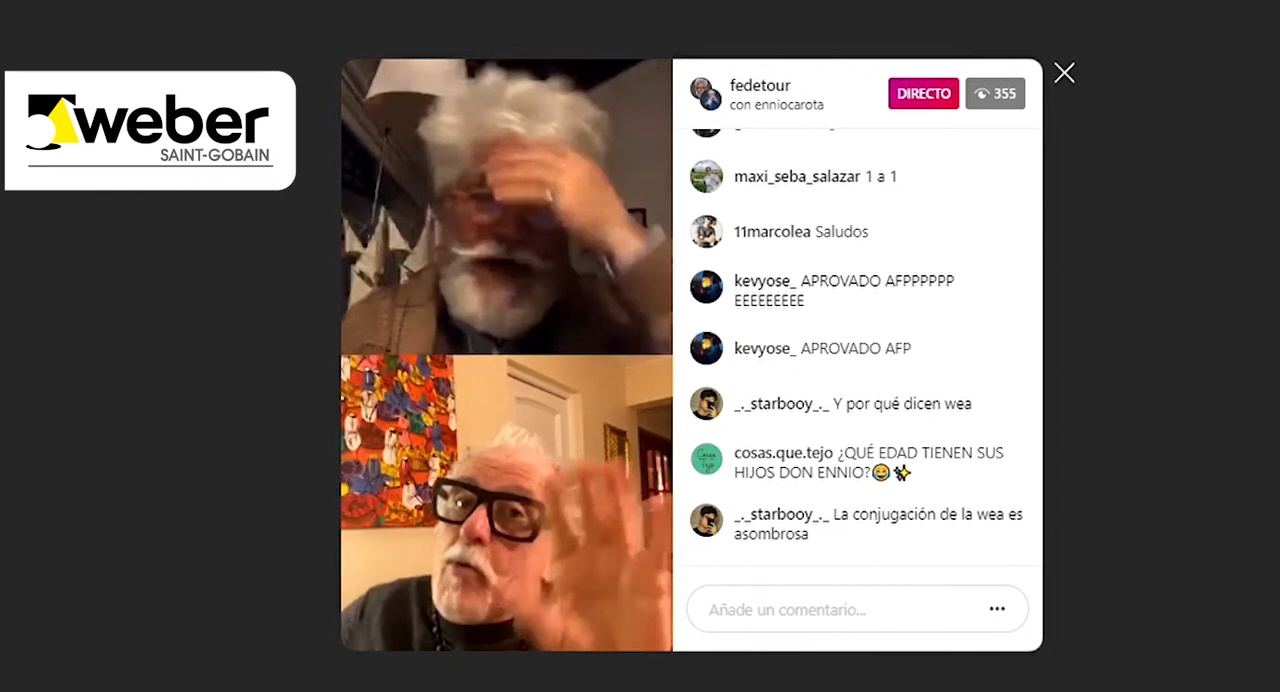 weber
SAINT-GOBAIN
fedetour
con enniocarota
DIRECTO
355
maxi_seba_salazar 1 a 1
11marcolea Saludos
kevyose_ APROVADO AFPPPPPP
EEEEEEEEE
kevyose_ APROVADO AFP
_._starbooy_._ Y por qué dicen wea
cosas.que.tejo ¿QUÉ EDAD TIENEN SUS
HIJOS DON ENNIO?😂✨
_._starbooy_._ La conjugación de la wea es
asombrosa
Añade un comentario...